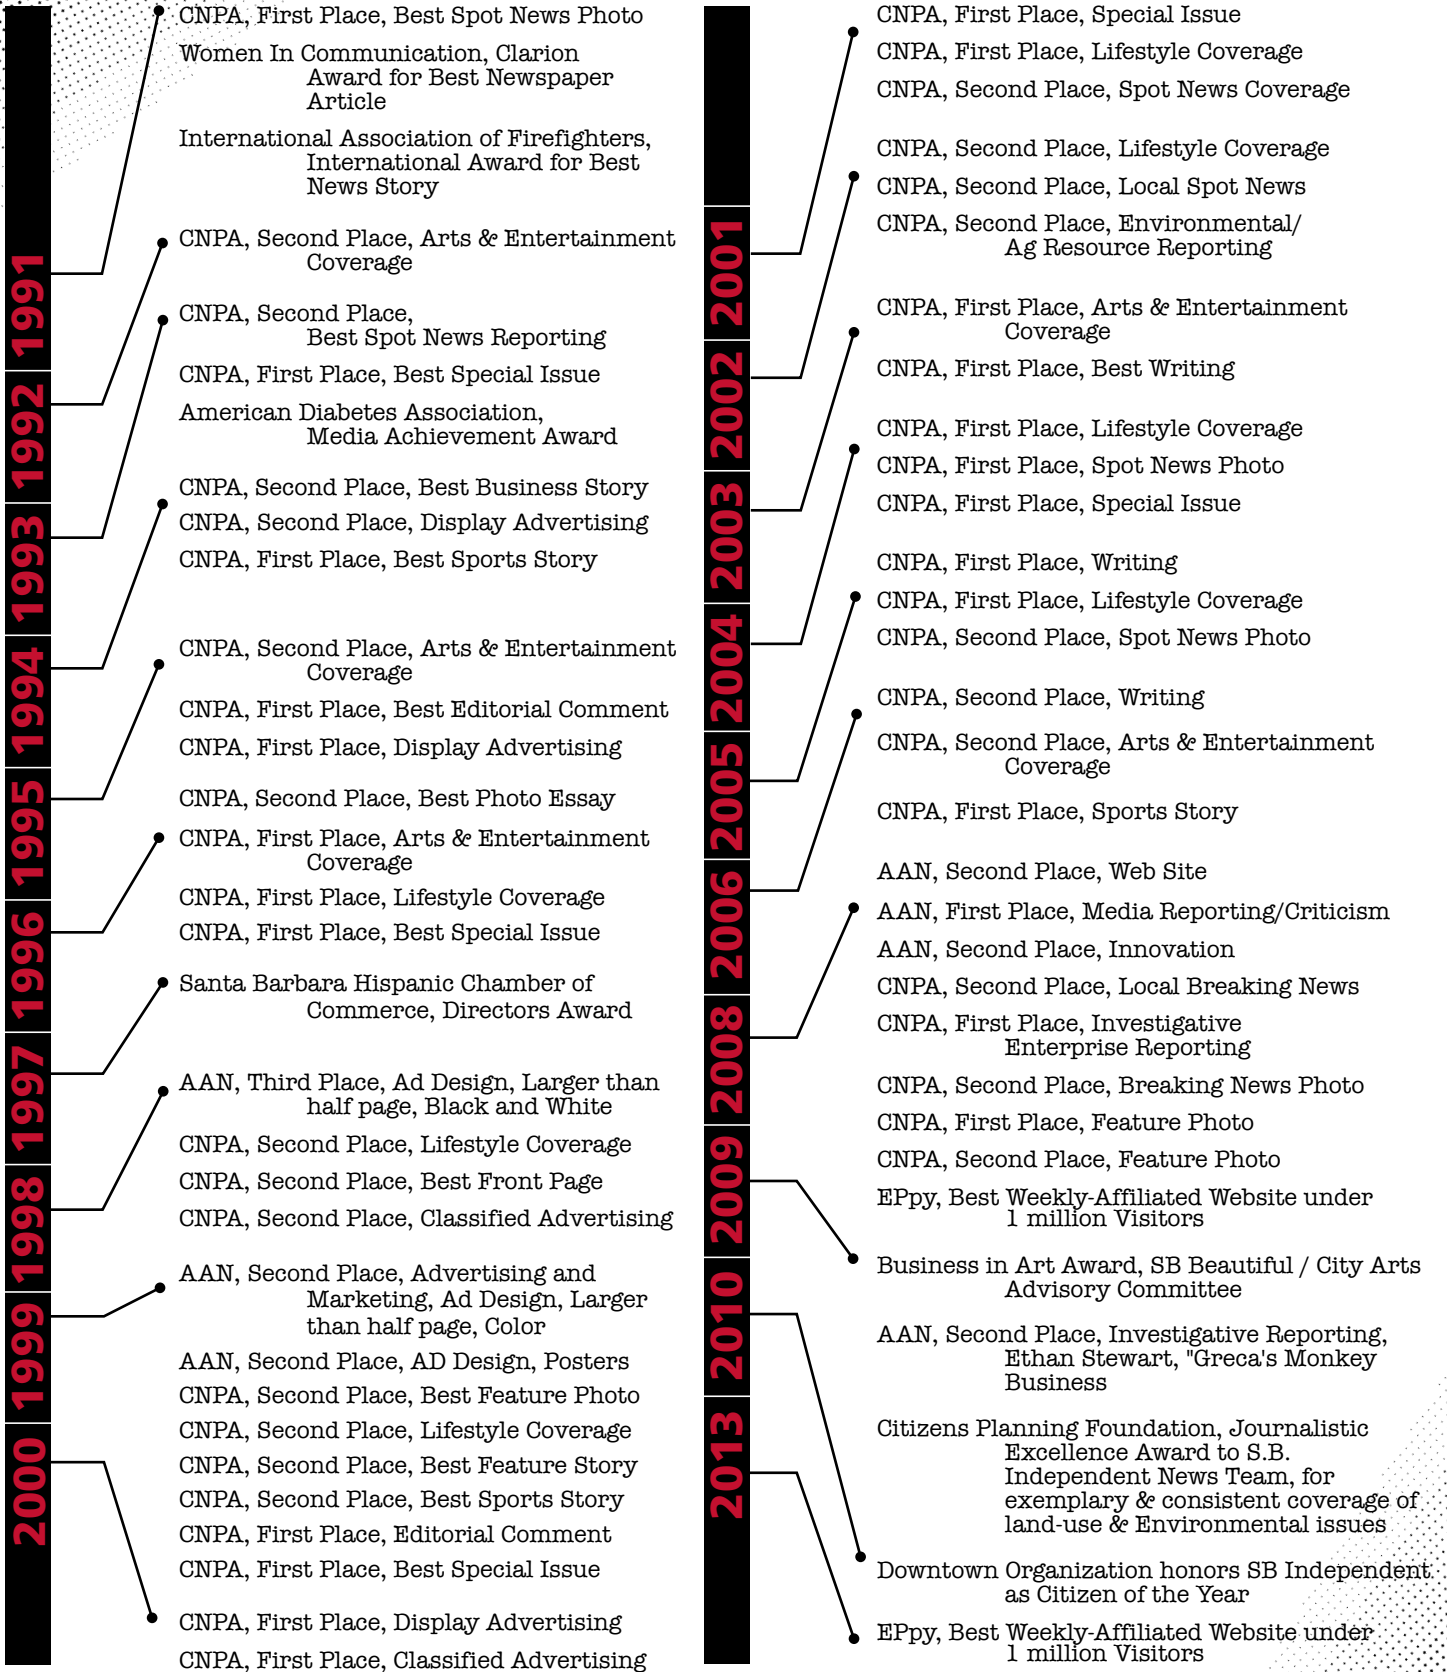 1991
1992
1993
1994
1995
1996
1997
1998
1999
2000
CNPA, First Place, Best Spot News Photo
Women In Communication, Clarion
Award for Best Newspaper
Article
International Association of Firefighters,
International Award for Best
News Story
CNPA, Second Place, Arts & Entertainment
Coverage
CNPA, Second Place,
Best Spot News Reporting
CNPA, First Place, Best Special Issue
American Diabetes Association,
Media Achievement Award
CNPA, Second Place, Best Business Story
CNPA, Second Place, Display Advertising
CNPA, First Place, Best Sports Story
CNPA, Second Place, Arts & Entertainment
Coverage
CNPA, First Place, Best Editorial Comment
CNPA, First Place, Display Advertising
CNPA, Second Place, Best Photo Essay
CNPA, First Place, Arts & Entertainment
Coverage
CNPA, First Place, Lifestyle Coverage
CNPA, First Place, Best Special Issue
Santa Barbara Hispanic Chamber of
Commerce, Directors Award
AAN, Third Place, Ad Design, Larger than
half page, Black and White
CNPA, Second Place, Lifestyle Coverage
CNPA, Second Place, Best Front Page
CNPA, Second Place, Classified Advertising
AAN, Second Place, Advertising and
Marketing, Ad Design, Larger
than half page, Color
AAN, Second Place, AD Design, Posters
CNPA, Second Place, Best Feature Photo
CNPA, Second Place, Lifestyle Coverage
CNPA, Second Place, Best Feature Story
CNPA, Second Place, Best Sports Story
CNPA, First Place, Editorial Comment
CNPA, First Place, Best Special Issue
CNPA, First Place, Display Advertising
CNPA, First Place, Classified Advertising
2001
2002
2003
2004
2005
2006
2008
2009
2010
2013
CNPA, First Place, Special Issue
CNPA, First Place, Lifestyle Coverage
CNPA, Second Place, Spot News Coverage
CNPA, Second Place, Lifestyle Coverage
CNPA, Second Place, Local Spot News
CNPA, Second Place, Environmental/
Ag Resource Reporting
CNPA, First Place, Arts & Entertainment
Coverage
CNPA, First Place, Best Writing
CNPA, First Place, Lifestyle Coverage
CNPA, First Place, Spot News Photo
CNPA, First Place, Special Issue
CNPA, First Place, Writing
CNPA, First Place, Lifestyle Coverage
CNPA, Second Place, Spot News Photo
CNPA, Second Place, Writing
CNPA, Second Place, Arts & Entertainment
Coverage
CNPA, First Place, Sports Story
AAN, Second Place, Web Site
AAN, First Place, Media Reporting/Criticism
AAN, Second Place, Innovation
CNPA, Second Place, Local Breaking News
CNPA, First Place, Investigative
Enterprise Reporting
CNPA, Second Place, Breaking News Photo
CNPA, First Place, Feature Photo
CNPA, Second Place, Feature Photo
EPpy, Best Weekly-Affiliated Website under
1 million Visitors
Business in Art Award, SB Beautiful / City Arts
Advisory Committee
AAN, Second Place, Investigative Reporting,
Ethan Stewart, "Greca's Monkey
Business
Citizens Planning Foundation, Journalistic
Excellence Award to S.B.
Independent News Team, for
exemplary & consistent coverage of
land-use & Environmental issues
Downtown Organization honors SB Independent
as Citizen of the Year
EPpy, Best Weekly-Affiliated Website under
1 million Visitors